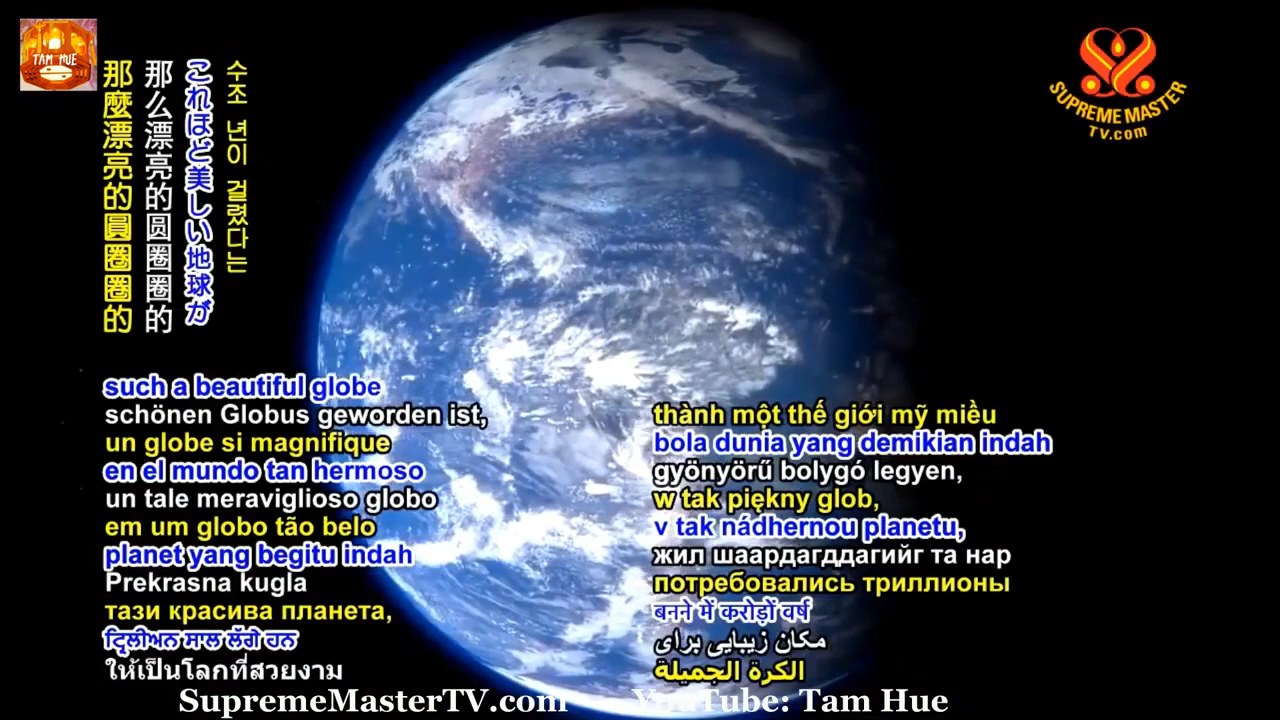 TAM HUE
那麼漂亮的圓圈圈的
那么漂亮的圆圈圈的
これほど美しい地球が
수조 년이 걸렸다는
SUPREME MASTER
TV.com
such a beautiful globe
schönen Globus geworden ist,
un globe si magnifique
en el mundo tan hermoso
un tale meraviglioso globo
em um globo tão belo
planet yang begitu indah
Prekrasna kugla
тази красива планета,
ਟ੍ਰਿਲੀਅਨ ਸਾਲ ਲੱਗੇ ਹਨ
ให้เป็นโลกที่สวยงาม
thành một thế giới mỹ miều
bola dunia yang demikian indah
gyönyörű bolygó legyen,
w tak piękny glob,
v tak nádhernou planetu,
жил шаардагддагийг та нар
потребовались триллионы
बनने में करोड़ों वर्ष
مکان زیبایی برای
الكرة الجميلة
SupremeMasterTV.com YouTube: Tam Hue